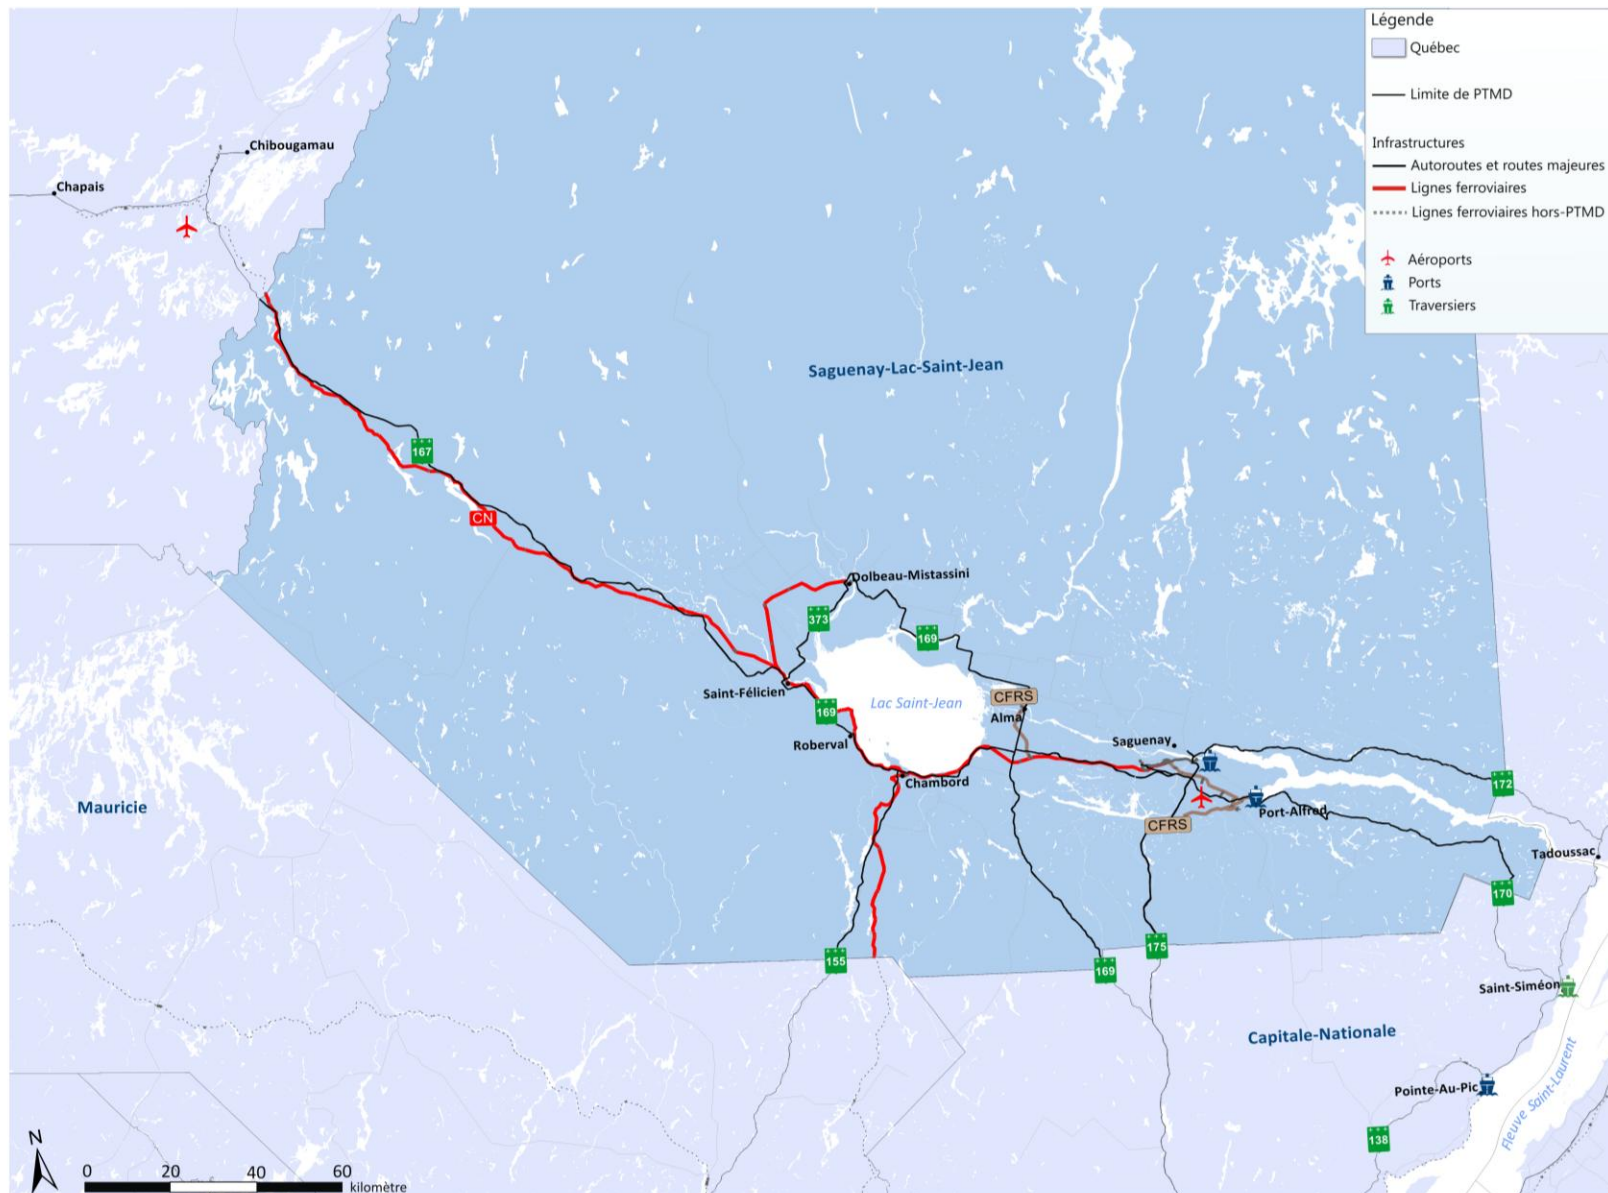 Légende
Québec
Limite de PTMD
Infrastructures
Autoroutes et routes majeures
Lignes ferroviaires
Lignes ferroviaires hors-PTMD
Aéroports
Ports
Traversiers
Chibougamau
Chapais
Saguenay-Lac-Saint-Jean
167
CN
Dolbeau-Mistassini
373
169
Saint-Félicien
Lac Saint-Jean
CFRS
Alma
169
Roberval
Saguenay
Chambord
172
Mauricie
Port-Alfred
CFRS
Tadoussac
170
175
155
169
Saint-Siméon
Capitale-Nationale
Pointe-Au-Pic
Fleuve Saint-Laurent
138
N
0 20 40 60
kilomètre